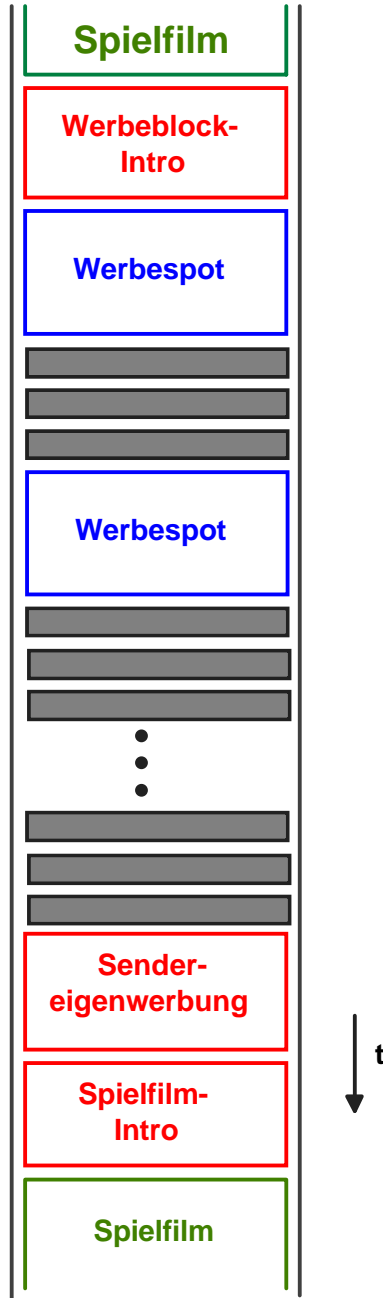 Spielfilm
Werbeblock-
Intro
Werbespot
Werbespot
Sender-
eigenwerbung
t
Spielfilm-
Intro
Spielfilm